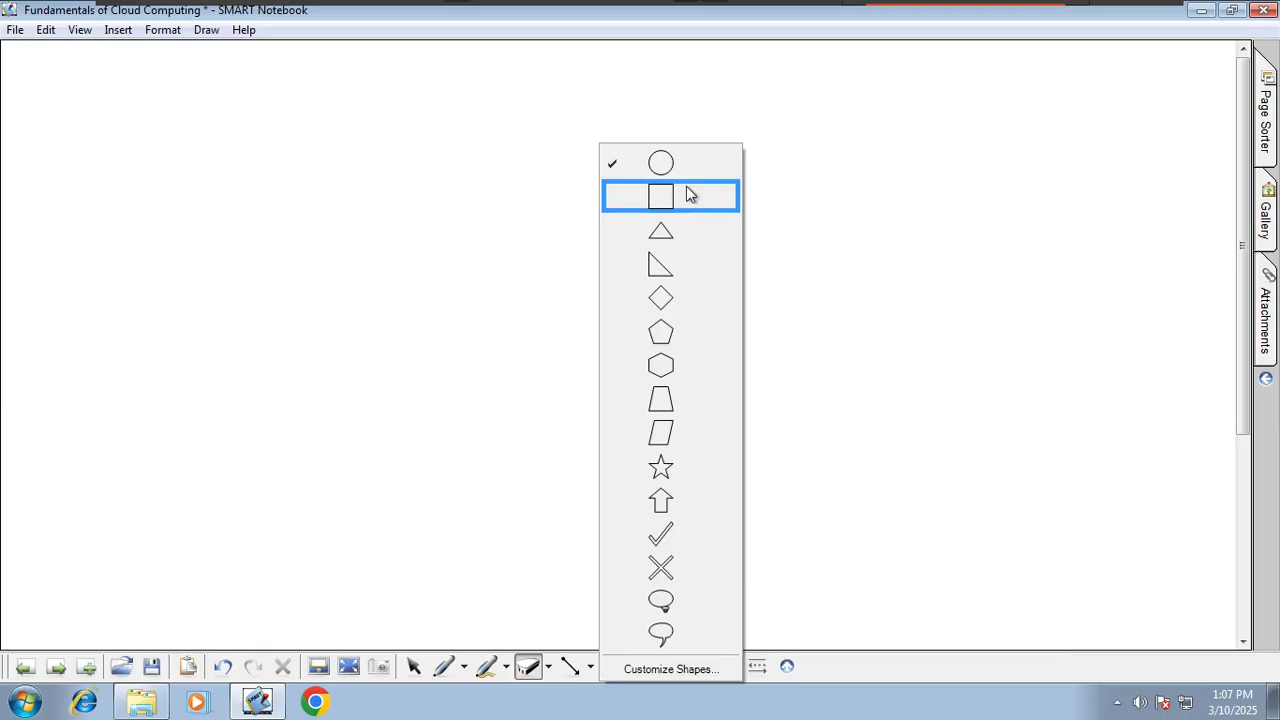 Fundamentals of Cloud Computing * - SMART Notebook
File Edit View Insert Format Draw Help
Page Sorter
Gallery
Attachments
Customize Shapes...
1:07 PM
3/10/2025